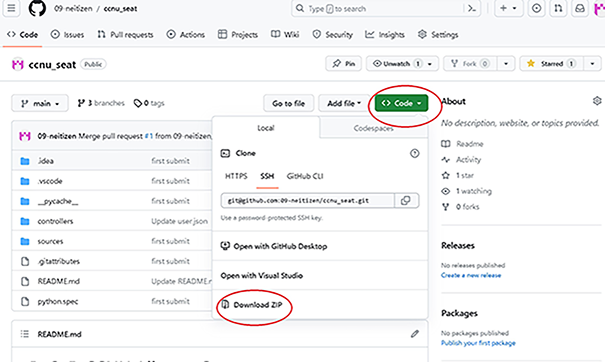 09-neitizen / ccnu_seat
Type / to search
Code Issues Pull requests Actions Projects Wiki Security Insights Settings
ccnu_seat Public
Pin Unwatch 1 Fork 0 Starred 1
main 3 branches 0 tags Go to file Add file Code
About
No description, website, or topics provided.
Readme
Activity
1 star
1 watching
0 forks
Releases
No releases published
Create a new release
Packages
No packages published
Publish your first package
Local Codespaces
Clone
HTTPS SSH GitHub CLI
git@github.com:09-neitizen/ccnu_seat.git
Use a password-protected SSH key.
Open with GitHub Desktop
Open with Visual Studio
Download ZIP
09-neitizen Merge pull request #1 from 09-neitizen,
.idea first submit
.vscode first submit
__pycache__ first submit
controllers Update user.json
sources first submit
.gitattributes first submit
README.md Update README.md
python.spec first submit
README.md